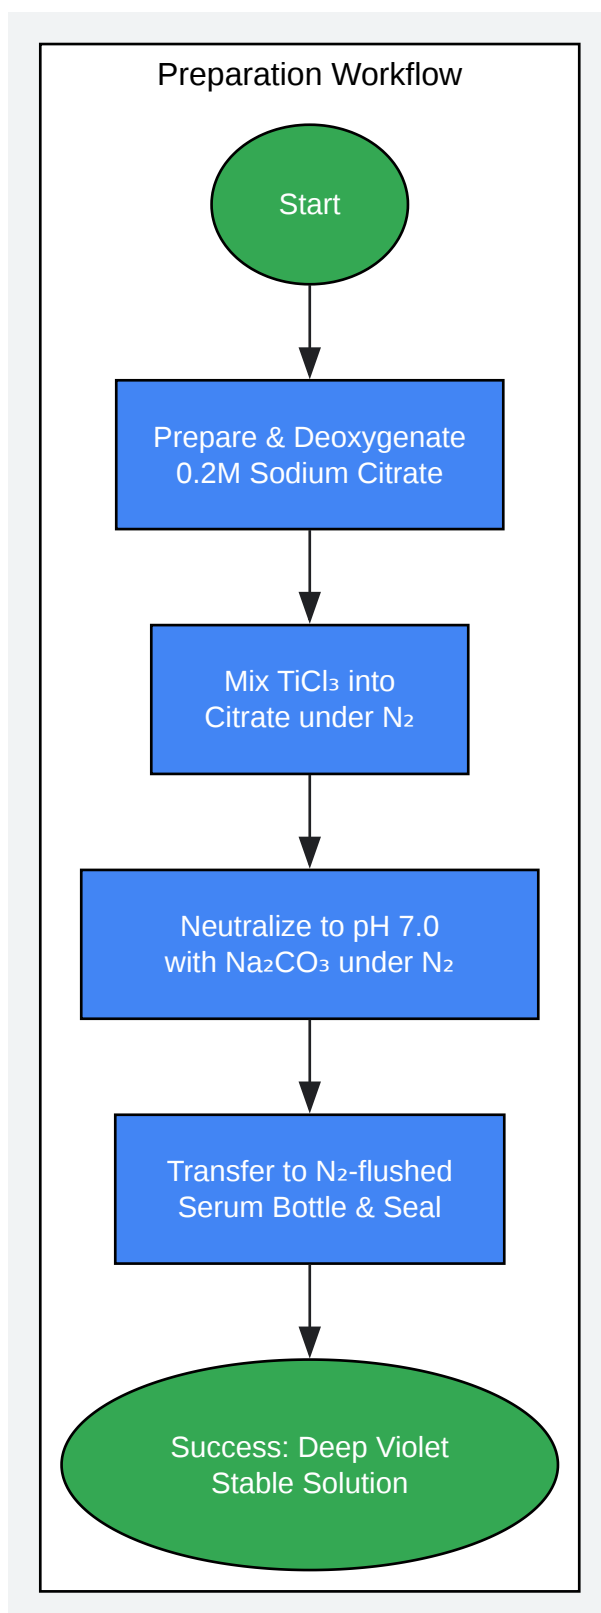 Preparation Workflow
Start
Prepare & Deoxygenate
0.2M Sodium Citrate
Mix TiCl₃ into
Citrate under N₂
Neutralize to pH 7.0
with Na₂CO₃ under N₂
Transfer to N₂-flushed
Serum Bottle & Seal
Success: Deep Violet
Stable Solution